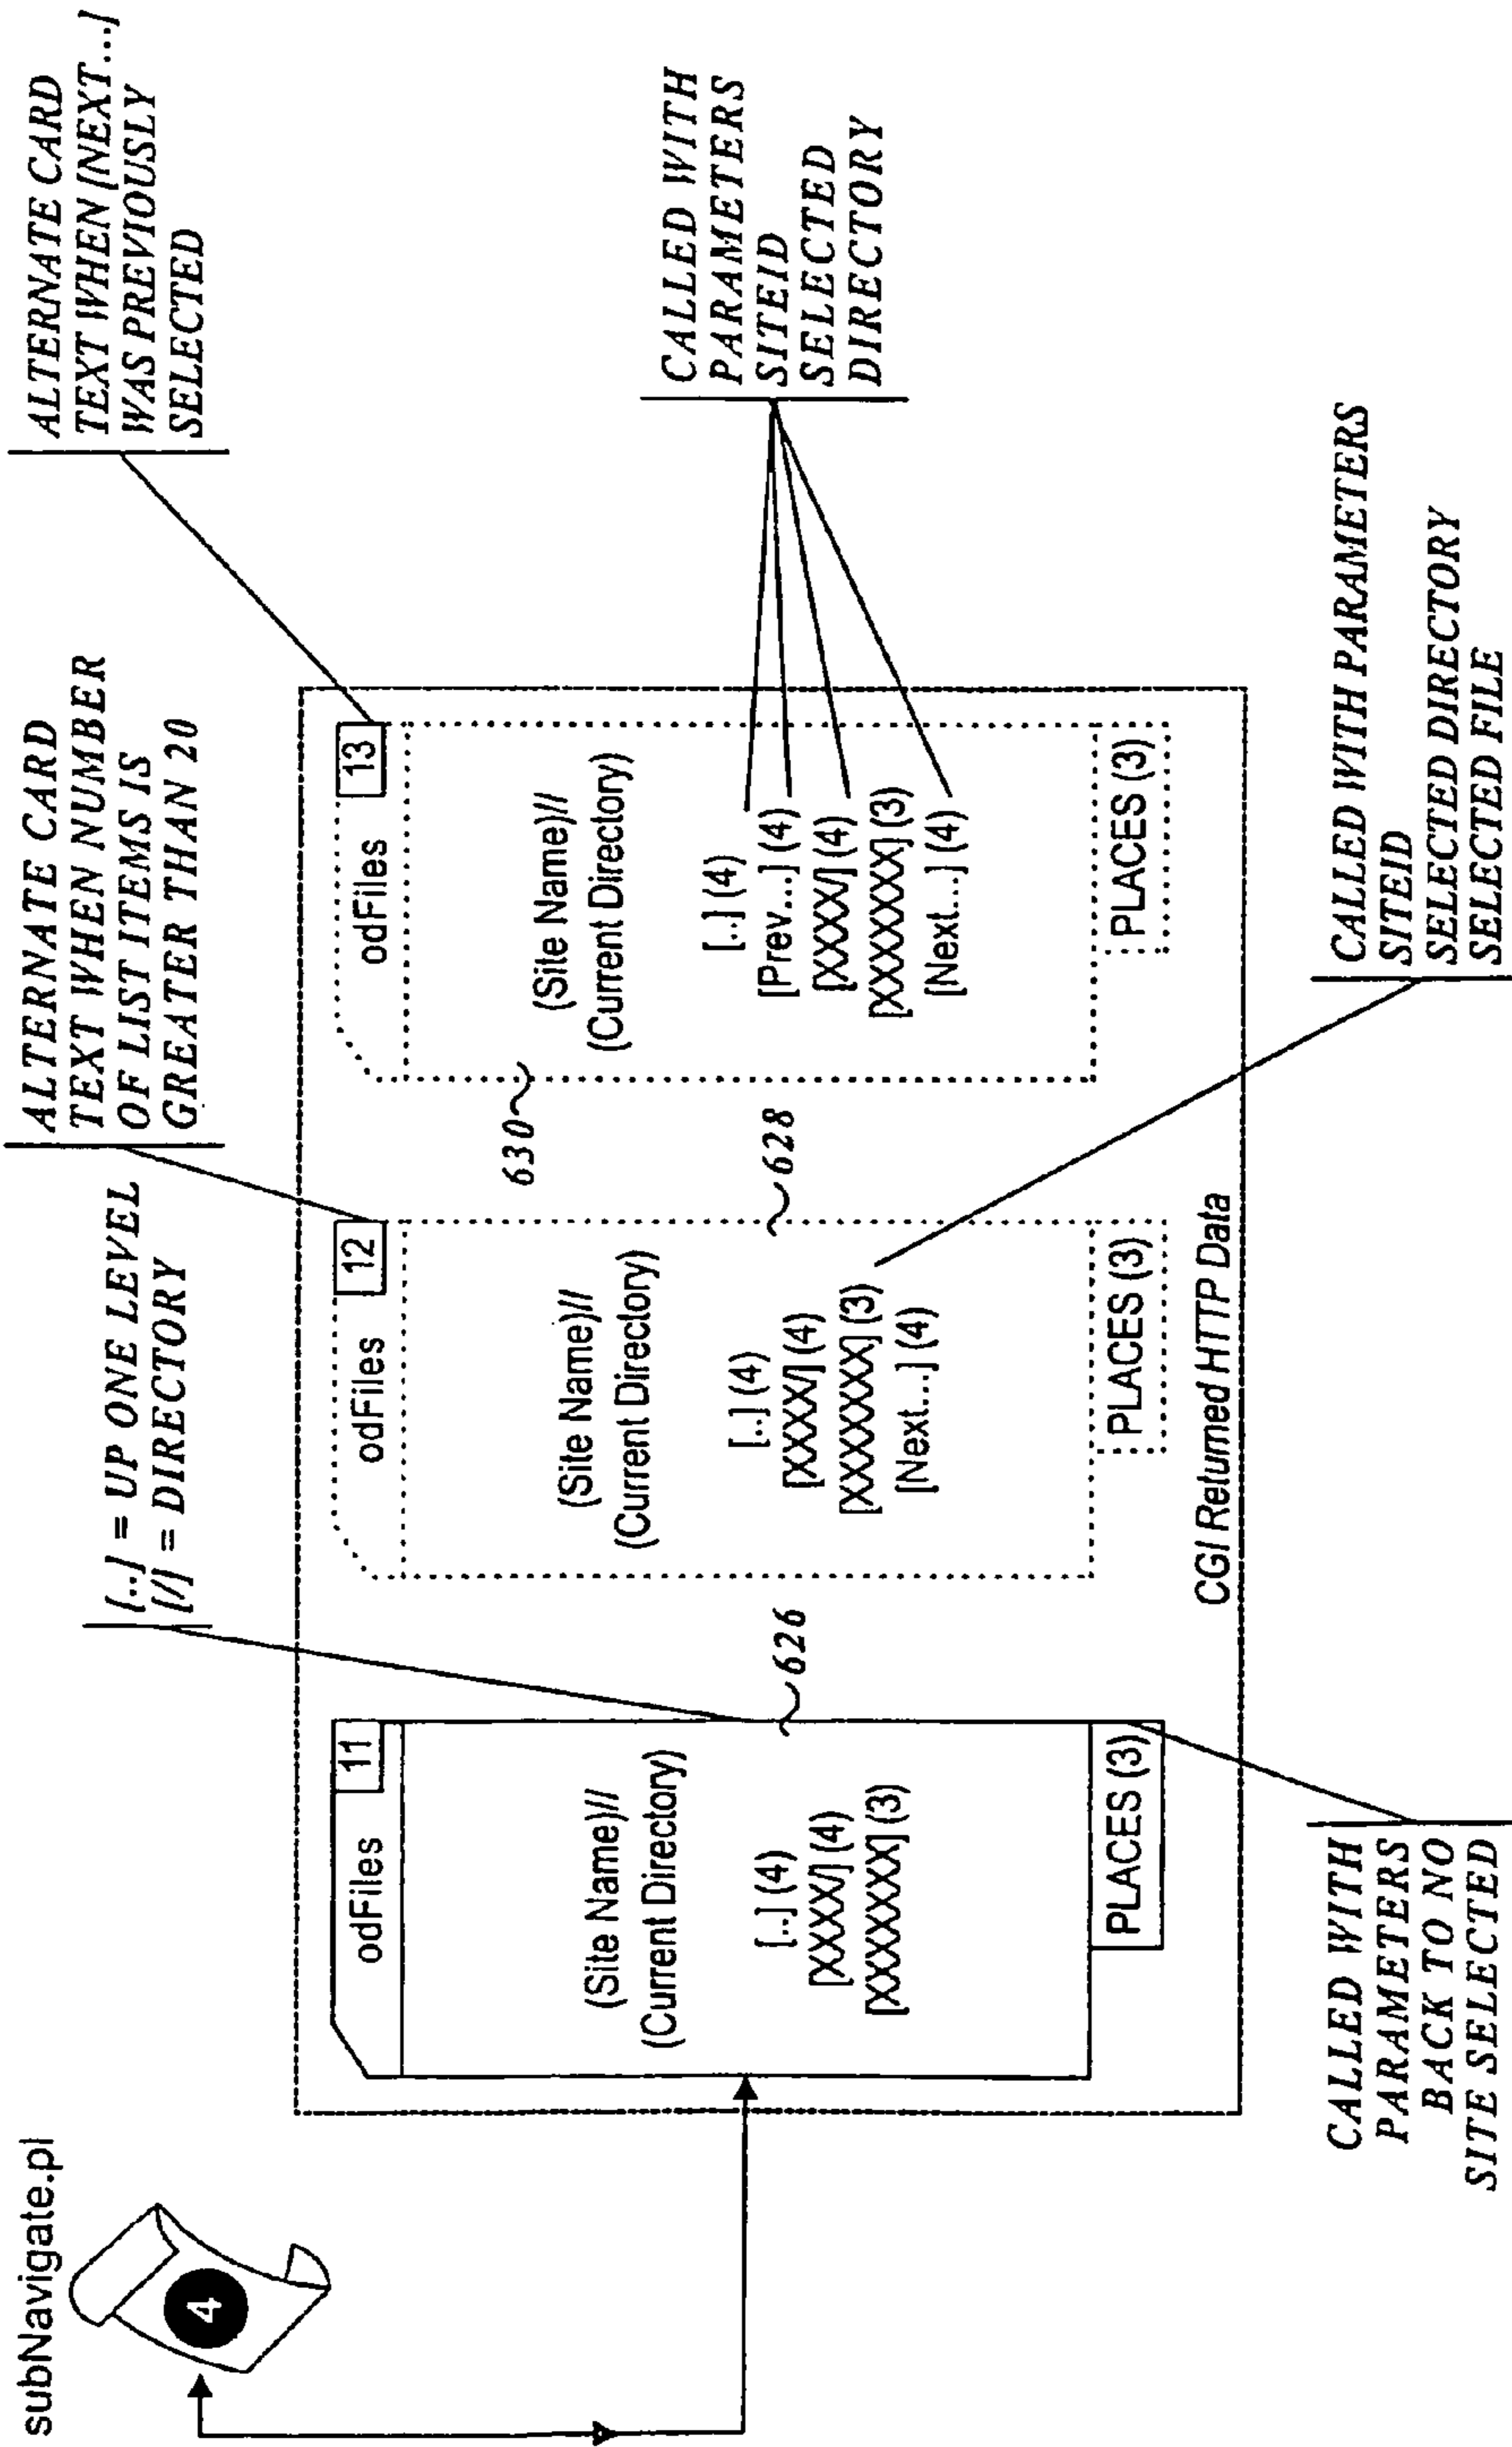 subNavigate.pl
4
[..] = UP ONE LEVEL
[/] = DIRECTORY
ALTERNATE CARD
TEXT WHEN NUMBER
OF LIST ITEMS IS
GREATER THAN 20
ALTERNATE CARD
TEXT WHEN [NEXT...]
WAS PREVIOUSLY
SELECTED
odFiles
11
(Site Name)//
(Current Directory)
[..] (4)
[XXXX/] (4)
[XXXXXXX] (3)
PLACES (3)
626
odFiles
12
(Site Name)//
(Current Directory)
[..] (4)
[XXXX/] (4)
[XXXXXXX] (3)
[Next...] (4)
PLACES (3)
628
630
odFiles
13
(Site Name)//
(Current Directory)
[..] (4)
[Prev...] (4)
[XXXX/] (4)
[XXXXXXX] (3)
[Next...] (4)
PLACES (3)
CGI Returned HTTP Data
CALLED WITH
PARAMETERS
SITEID
SELECTED
DIRECTORY
CALLED WITH
PARAMETERS
BACK TO NO
SITE SELECTED
CALLED WITH PARAMETERS
SITEID
SELECTED DIRECTORY
SELECTED FILE